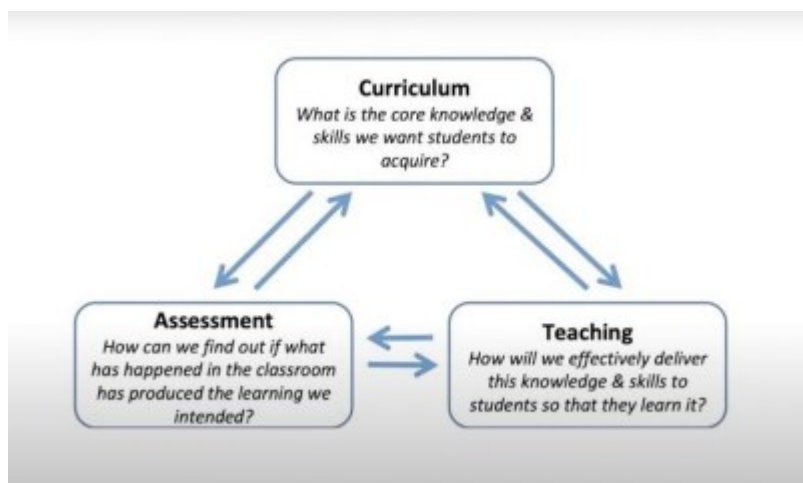 Curriculum
What is the core knowledge &
skills we want students to
acquire?
Assessment
How can we find out if what
has happened in the classroom
has produced the learning we
intended?
Teaching
How will we effectively deliver
this knowledge & skills to
students so that they learn it?